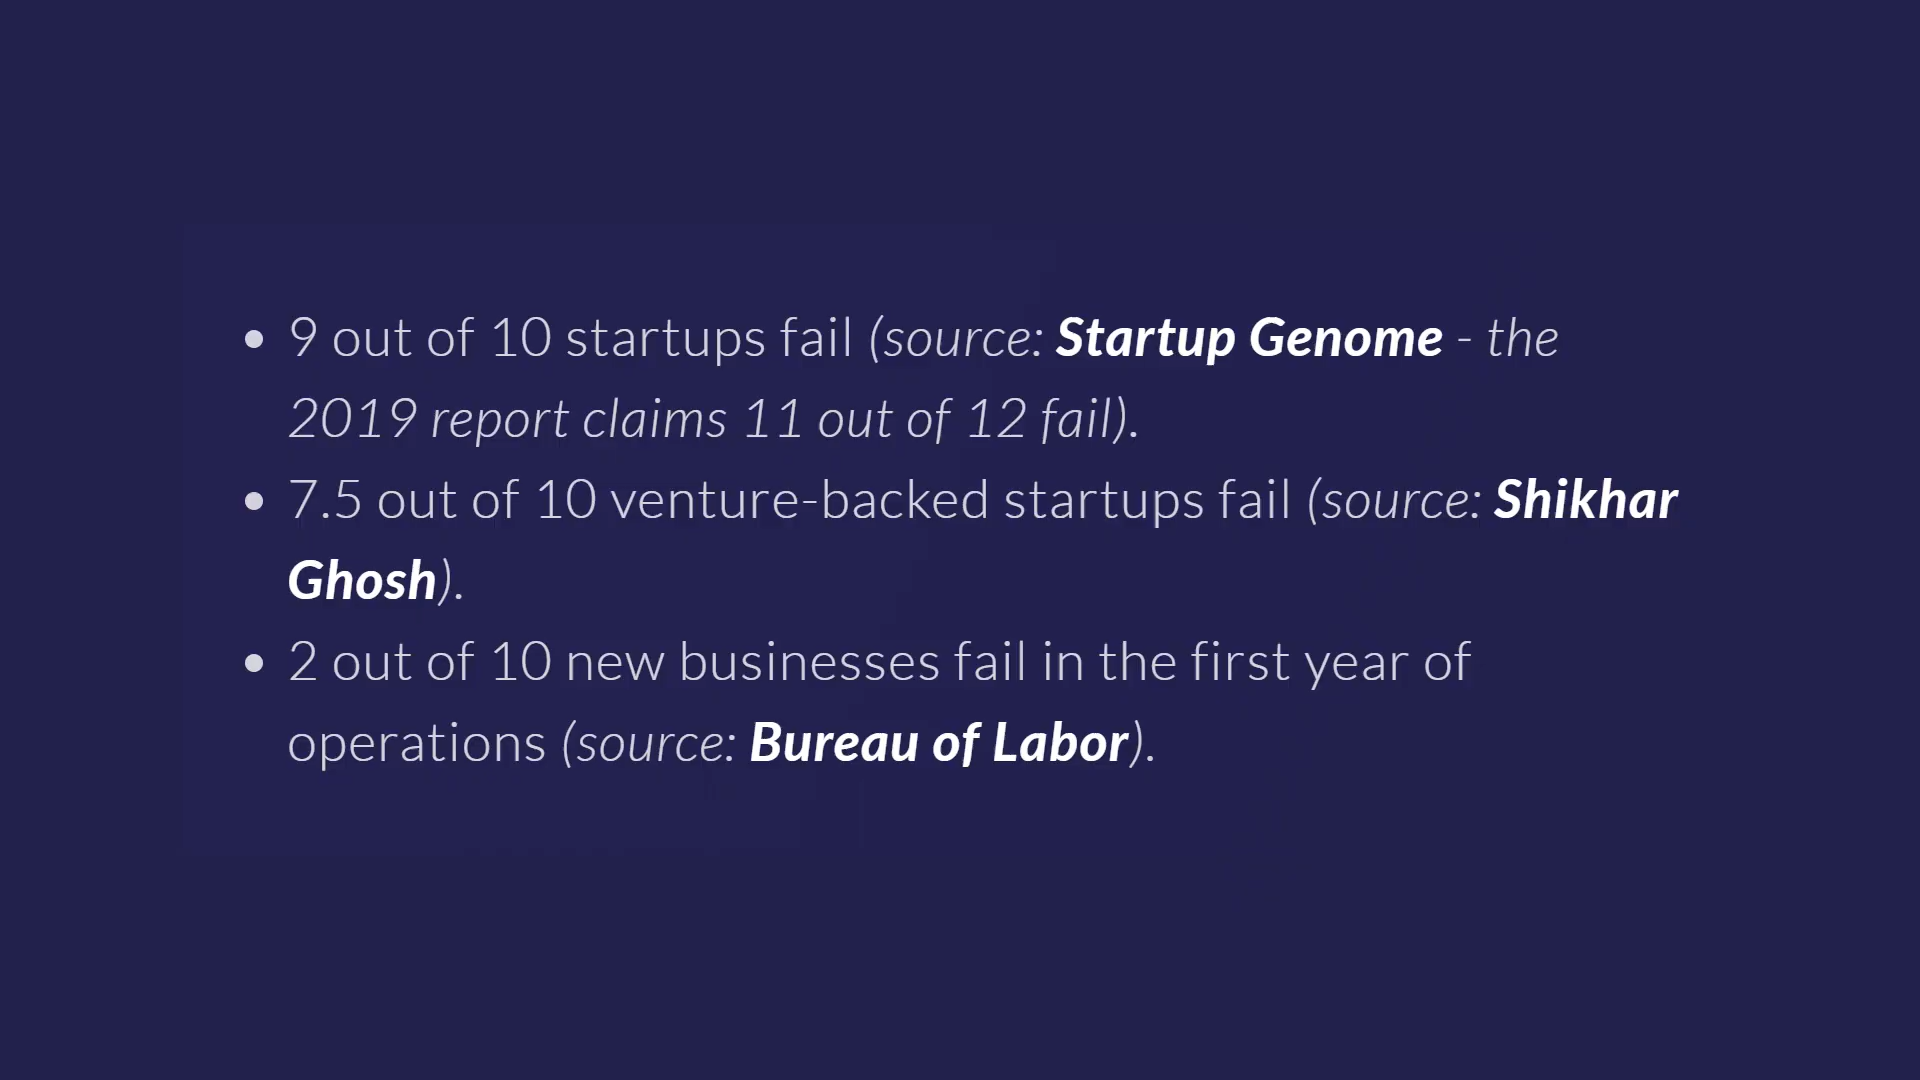 • 9 out of 10 startups fail (source: Startup Genome - the
2019 report claims 11 out of 12 fail).
• 7.5 out of 10 venture-backed startups fail (source: Shikhar
Ghosh).
• 2 out of 10 new businesses fail in the first year of
operations (source: Bureau of Labor).